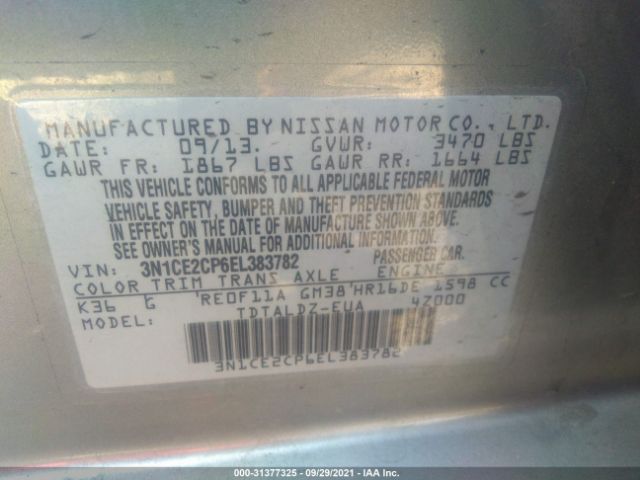 MANUFACTURED BY NISSAN MOTOR CO., LTD.
DATE: 09/13. GVWR: 3470 LBS
GAWR FR: 1867 LBS GAWR RR: 1664 LBS
THIS VEHICLE CONFORMS TO ALL APPLICABLE FEDERAL MOTOR
VEHICLE SAFETY, BUMPER AND THEFT PREVENTION STANDARDS
IN EFFECT ON THE DATE OF MANUFACTURE SHOWN ABOVE.
SEE OWNER'S MANUAL FOR ADDITIONAL INFORMATION.
VIN: 3N1CE2CP6EL383782 PASSENGER CAR.
COLOR TRIM TRANS AXLE ENGINE
K36 G RE0F11A GM38 HR16DE 1598 CC
MODEL: TDTALDZ-EUA 4Z000
3N1CE2CP6EL383782
000-31377325 | 09/29/2021 | IAA Inc.